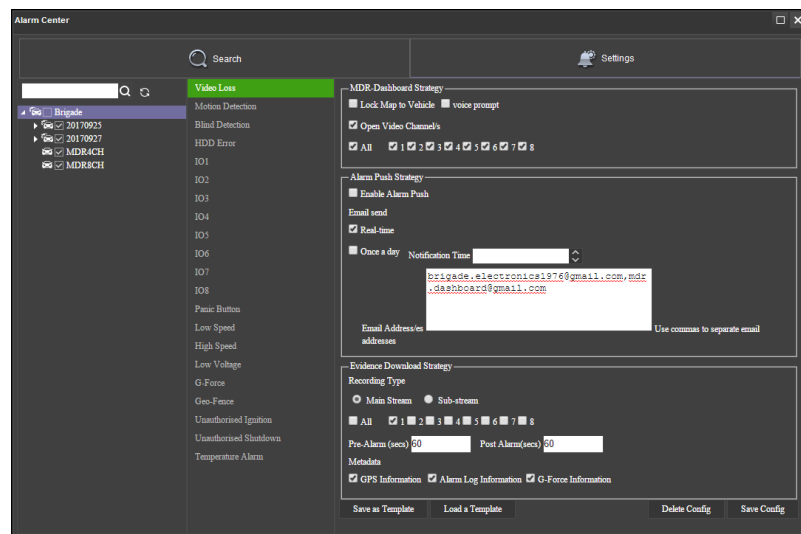 Alarm Center
Search
Settings
Brigade
20170925
20170927
MDR4CH
MDR8CH
Video Loss
Motion Detection
Blind Detection
HDD Error
IO1
IO2
IO3
IO4
IO5
IO6
IO7
IO8
Panic Button
Low Speed
High Speed
Low Voltage
G-Force
Geo-Fence
Unauthorised Ignition
Unauthorised Shutdown
Temperature Alarm
MDR-Dashboard Strategy
Lock Map to Vehicle voice prompt
Open Video Channel/s
All 1 2 3 4 5 6 7 8
Alarm Push Strategy
Enable Alarm Push
Email send
Real-time
Once a day Notification Time
brigade.electronics1976@gmail.com,mdr
.dashboard@gmail.com
Email Address/es Use commas to separate email
addresses
Evidence Download Strategy
Recording Type
Main Stream Sub-stream
All 1 2 3 4 5 6 7 8
Pre-Alarm (secs) 60 Post Alarm(secs) 60
Metadata
GPS Information Alarm Log Information G-Force Information
Save as Template Load a Template Delete Config Save Config